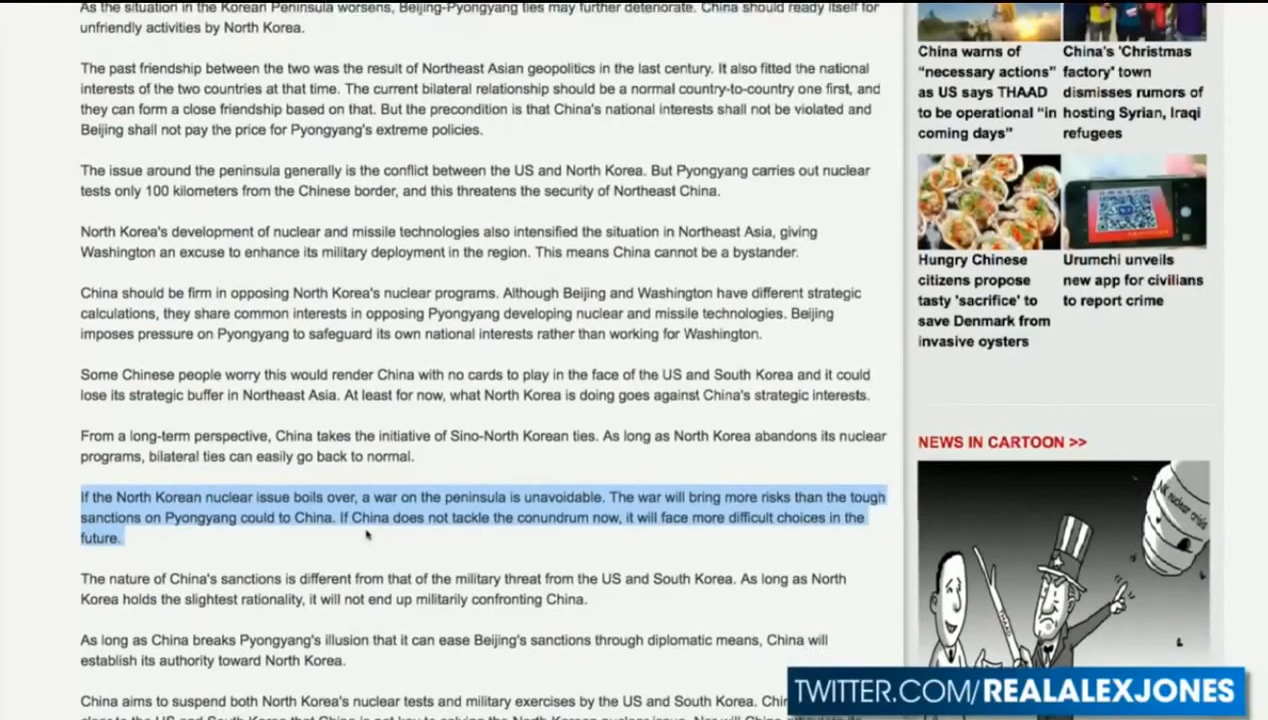 As the situation in the Korean Peninsula worsens, Beijing-Pyongyang ties may further deteriorate. China should ready itself for
unfriendly activities by North Korea.
The past friendship between the two was the result of Northeast Asian geopolitics in the last century. It also fitted the national
interests of the two countries at that time. The current bilateral relationship should be a normal country-to-country one first, and
they can form a close friendship based on that. But the precondition is that China's national interests shall not be violated and
Beijing shall not pay the price for Pyongyang's extreme policies.
The issue around the peninsula generally is the conflict between the US and North Korea. But Pyongyang carries out nuclear
tests only 100 kilometers from the Chinese border, and this threatens the security of Northeast China.
North Korea's development of nuclear and missile technologies also intensified the situation in Northeast Asia, giving
Washington an excuse to enhance its military deployment in the region. This means China cannot be a bystander.
China should be firm in opposing North Korea's nuclear programs. Although Beijing and Washington have different strategic
calculations, they share common interests in opposing Pyongyang developing nuclear and missile technologies. Beijing
imposes pressure on Pyongyang to safeguard its own national interests rather than working for Washington.
Some Chinese people worry this would render China with no cards to play in the face of the US and South Korea and it could
lose its strategic buffer in Northeast Asia. At least for now, what North Korea is doing goes against China's strategic interests.
From a long-term perspective, China takes the initiative of Sino-North Korean ties. As long as North Korea abandons its nuclear
programs, bilateral ties can easily go back to normal.
If the North Korean nuclear issue boils over, a war on the peninsula is unavoidable. The war will bring more risks than the tough
sanctions on Pyongyang could to China. If China does not tackle the conundrum now, it will face more difficult choices in the
future.
The nature of China's sanctions is different from that of the military threat from the US and South Korea. As long as North
Korea holds the slightest rationality, it will not end up militarily confronting China.
As long as China breaks Pyongyang's illusion that it can ease Beijing's sanctions through diplomatic means, China will
establish its authority toward North Korea.
China aims to suspend both North Korea's nuclear tests and military exercises by the US and South Korea.
China warns of
"necessary actions"
as US says THAAD
to be operational "in
coming days"
China's 'Christmas
factory' town
dismisses rumors of
hosting Syrian, Iraqi
refugees
Hungry Chinese
citizens propose
tasty 'sacrifice' to
save Denmark from
invasive oysters
Urumchi unveils
new app for civilians
to report crime
NEWS IN CARTOON >>
NK nuclear crisis
TWITTER.COM/REALALEXJONES